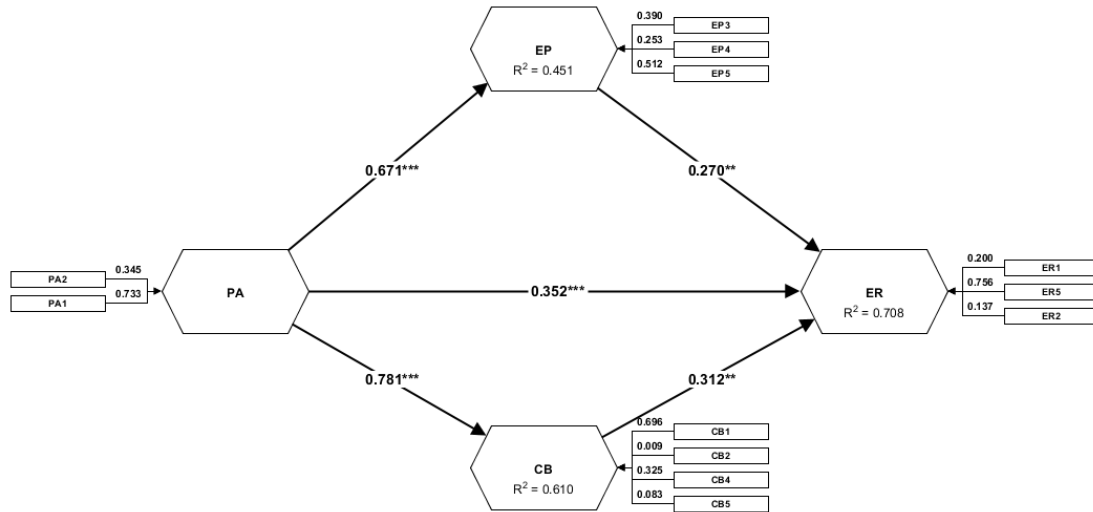 EP
R² = 0.451
0.390
EP3
0.253
EP4
0.512
EP5
0.671***
0.270**
0.345
PA2
0.733
PA1
PA
0.352***
ER
R² = 0.708
0.200
ER1
0.756
ER5
0.137
ER2
0.781***
0.312**
CB
R² = 0.610
0.696
CB1
0.009
CB2
0.325
CB4
0.083
CB5